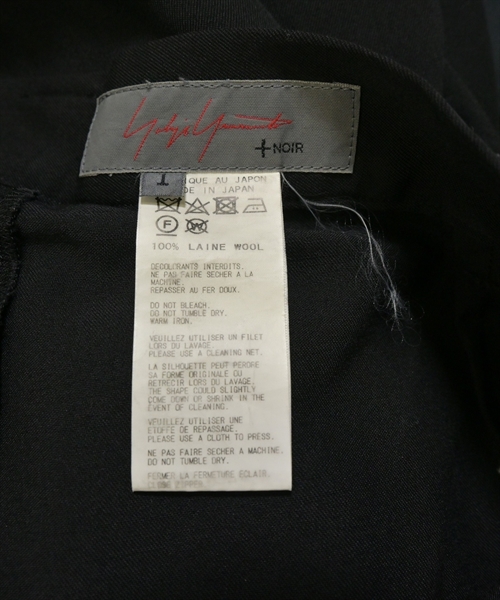 Yohji Yamamoto
+NOIR
1
QUE AU JAPON
DE IN JAPAN
F
W
100% LAINE WOOL
DECOLORANTS INTERDITS.
NE PAS FAIRE SECHER A LA
MACHINE.
REPASSER AU FER DOUX.
DO NOT BLEACH.
DO NOT TUMBLE DRY.
WARM IRON.
VEUILLEZ UTILISER UN FILET
LORS DU LAVAGE.
PLEASE USE A CLEANING NET.
LA SILHOUETTE PEUT PERDRE
SA FORME ORIGINALE OU
RETRECIR LORS DU LAVAGE.
THE SHAPE COULD SLIGHTLY
COME DOWN OR SHRINK IN THE
EVENT OF CLEANING.
VEUILLEZ UTILISER UNE
ETOFFE DE REPASSAGE.
PLEASE USE A CLOTH TO PRESS.
NE PAS FAIRE SECHER A MACHINE.
DO NOT TUMBLE DRY.
FERMER LA FERMETURE ECLAIR.
CLOSE ZIPPER.